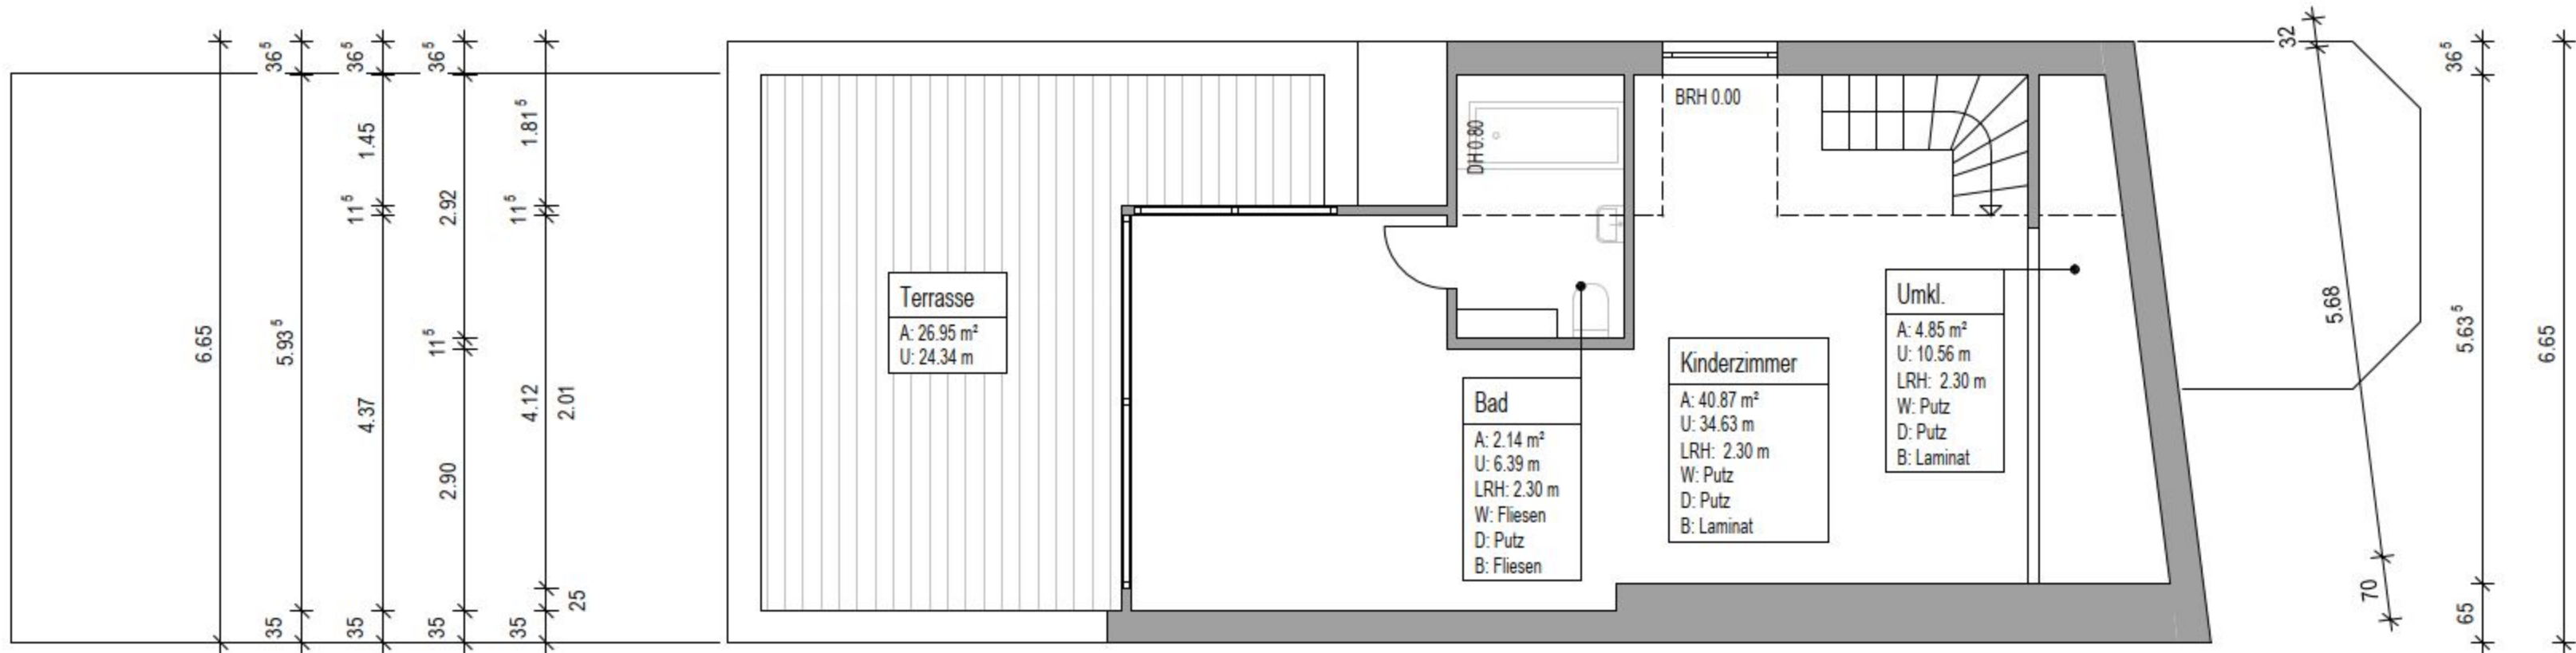 6.65
36⁵
5.93⁵
35
36⁵
1.45
11⁵
4.37
35
36⁵
2.92
11⁵
2.90
35
1.81⁵
11⁵
4.12
2.01
25
35
Terrasse
A: 26.95 m²
U: 24.34 m
DH 0.80
BRH 0.00
Bad
A: 2.14 m²
U: 6.39 m
LRH: 2.30 m
W: Fliesen
D: Putz
B: Fliesen
Kinderzimmer
A: 40.87 m²
U: 34.63 m
LRH: 2.30 m
W: Putz
D: Putz
B: Laminat
Umkl.
A: 4.85 m²
U: 10.56 m
LRH: 2.30 m
W: Putz
D: Putz
B: Laminat
32
5.68
70
36⁵
5.63⁵
65
6.65